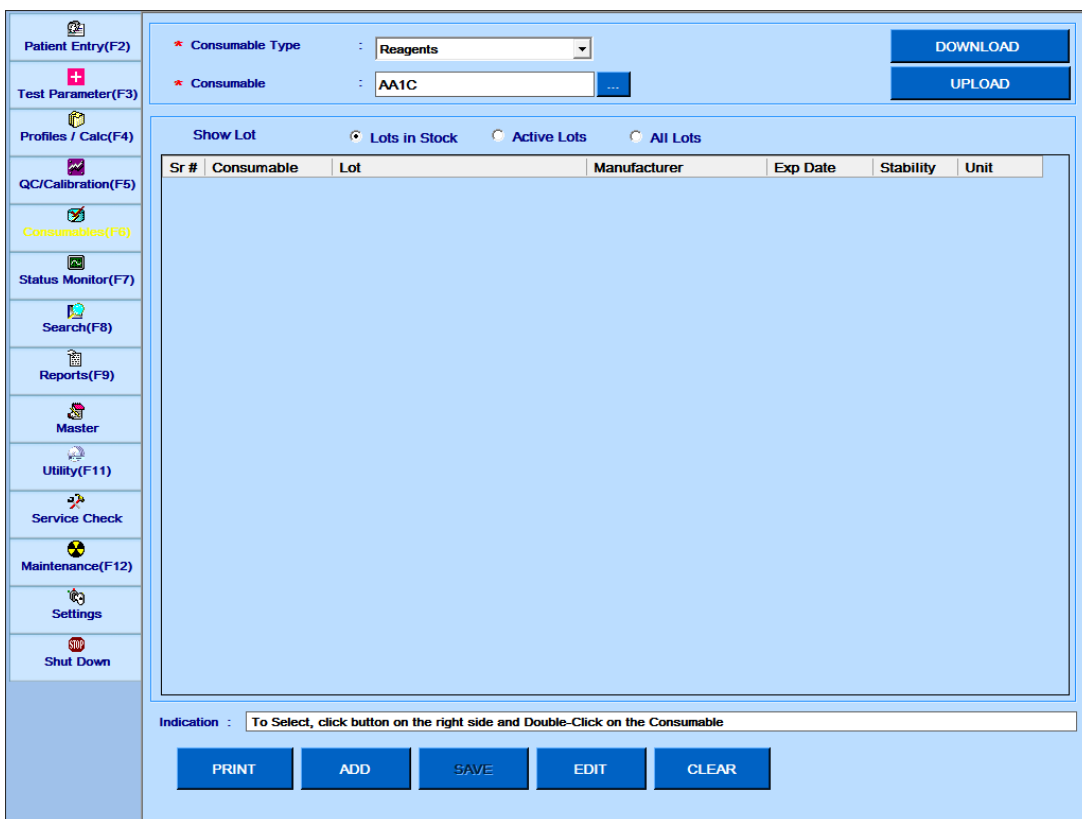 Patient Entry(F2)
Test Parameter(F3)
Profiles / Calc(F4)
QC/Calibration(F5)
Consumables(F6)
Status Monitor(F7)
Search(F8)
Reports(F9)
Master
Utility(F11)
Service Check
Maintenance(F12)
Settings
STOP
Shut Down
* Consumable Type : Reagents
* Consumable : AA1C ...
DOWNLOAD
UPLOAD
Show Lot Lots in Stock Active Lots All Lots
Sr # Consumable Lot Manufacturer Exp Date Stability Unit
Indication : To Select, click button on the right side and Double-Click on the Consumable
PRINT ADD SAVE EDIT CLEAR